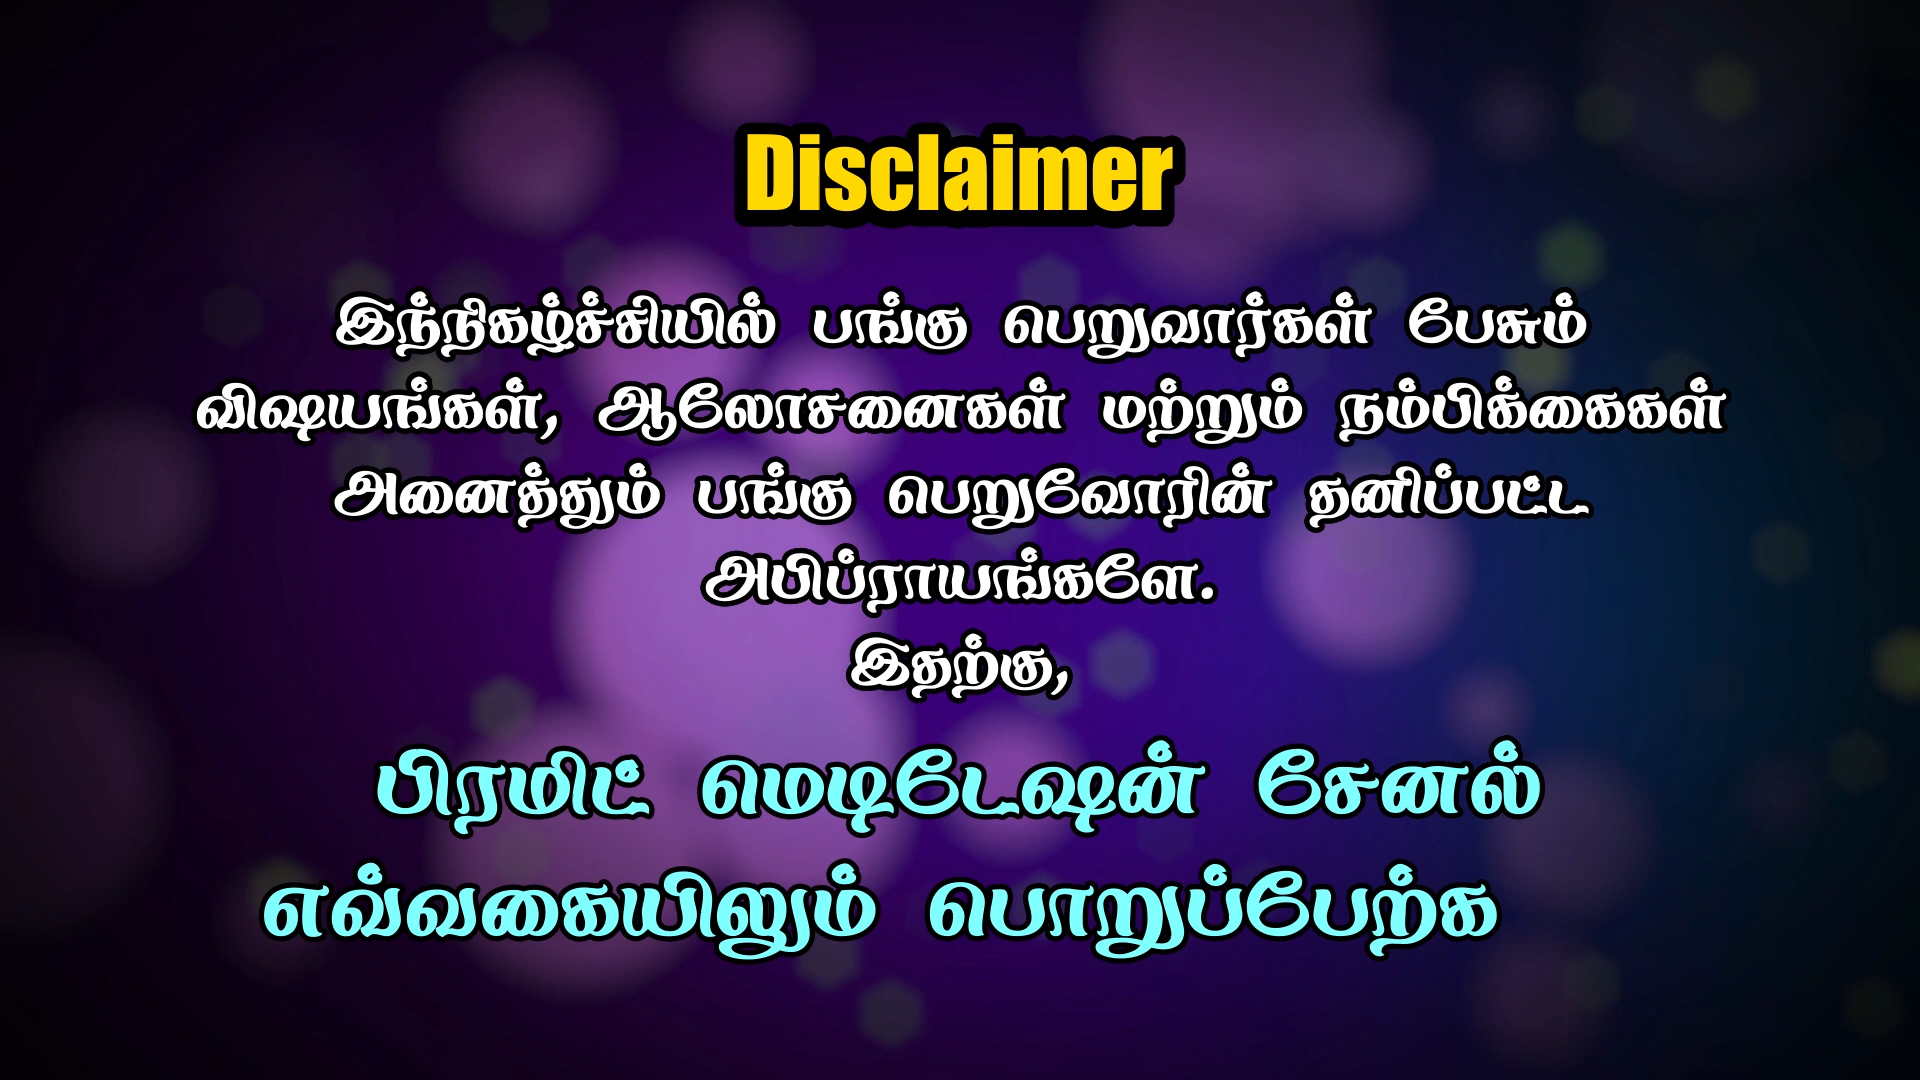 Disclaimer
இந்நிகழ்ச்சியில் பங்கு பெறுவார்கள் பேசும்
விஷயங்கள், ஆலோசனைகள் மற்றும் நம்பிக்கைகள்
அனைத்தும் பங்கு பெறுவோரின் தனிப்பட்ட
அபிப்ராயங்களே.
இதற்கு,
பிரமிட் மெடிடேஷன் சேனல்
எவ்வகையிலும் பொறுப்பேற்க